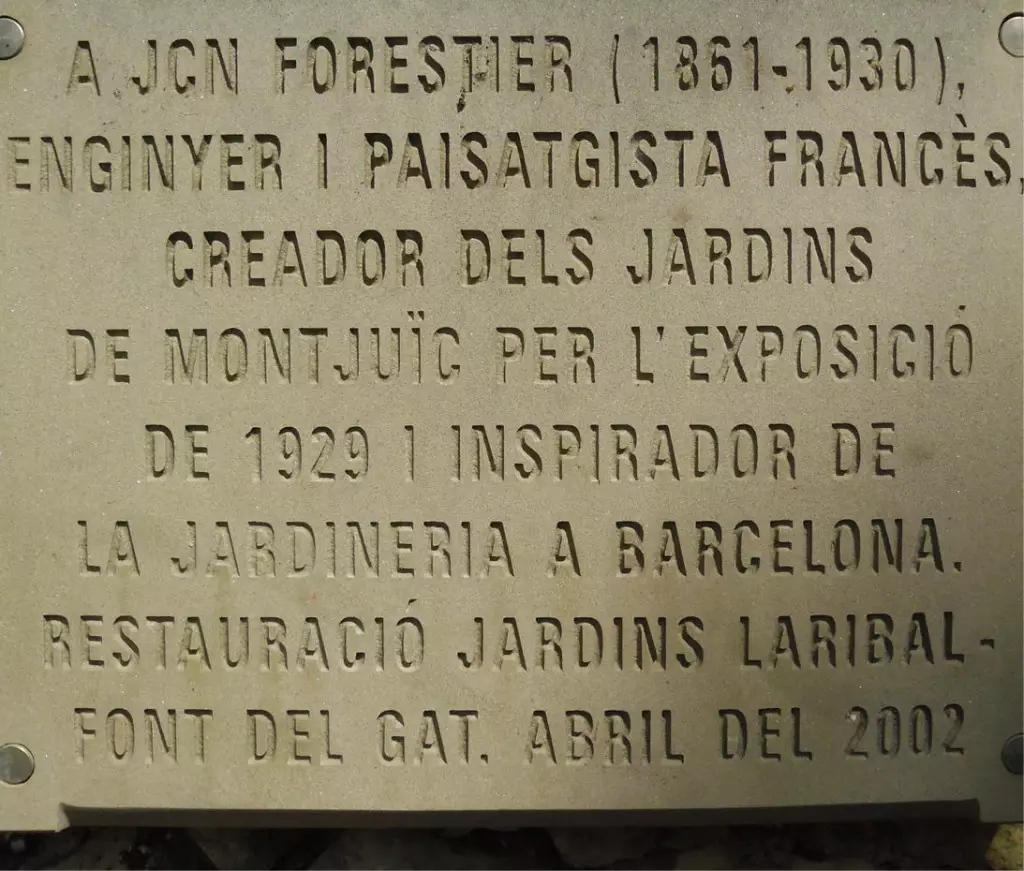 A JCN FORESTIER (1861-1930),
ENGINYER I PAISATGISTA FRANCÈS,
CREADOR DELS JARDINS
DE MONTJUÏC PER L'EXPOSICIÓ
DE 1929 I INSPIRADOR DE
LA JARDINERIA A BARCELONA.
RESTAURACIÓ JARDINS LARIBAL-
FONT DEL GAT. ABRIL DEL 2002